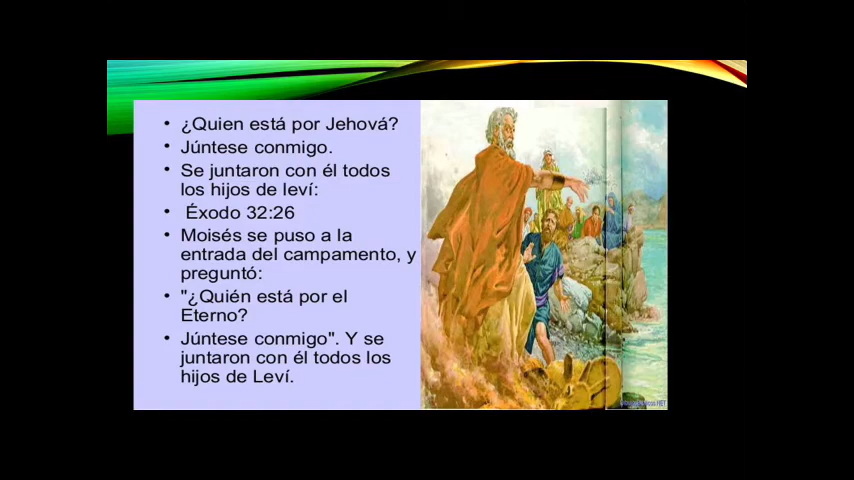 • ¿Quien está por Jehová?
• Júntese conmigo.
• Se juntaron con él todos
los hijos de leví:
• Éxodo 32:26
• Moisés se puso a la
entrada del campamento, y
preguntó:
• "¿Quién está por el
Eterno?
• Júntese conmigo". Y se
juntaron con él todos los
hijos de Leví.